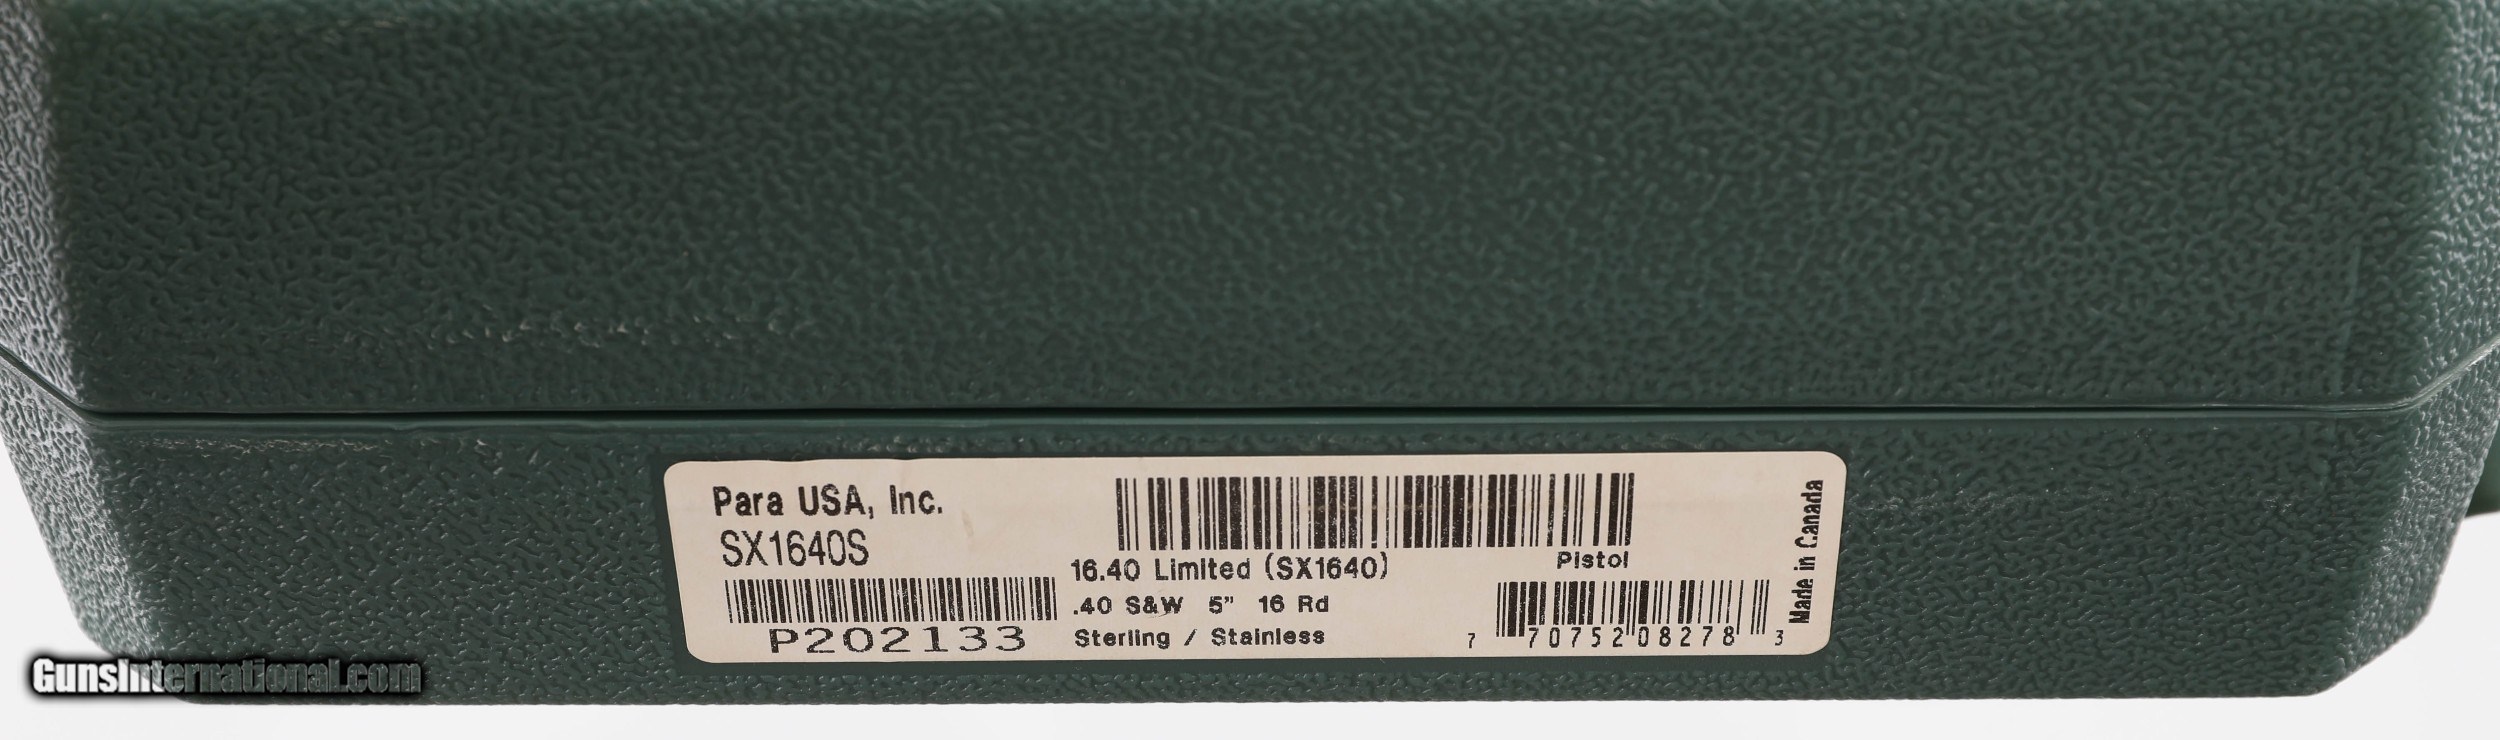 Para USA, Inc.
SX1640S
P202133
16.40 Limited (SX1640)
Pistol
.40 S&W 5" 16 Rd
Sterling / Stainless
7 70752 08278 3
Made in Canada
GunsInternational.com